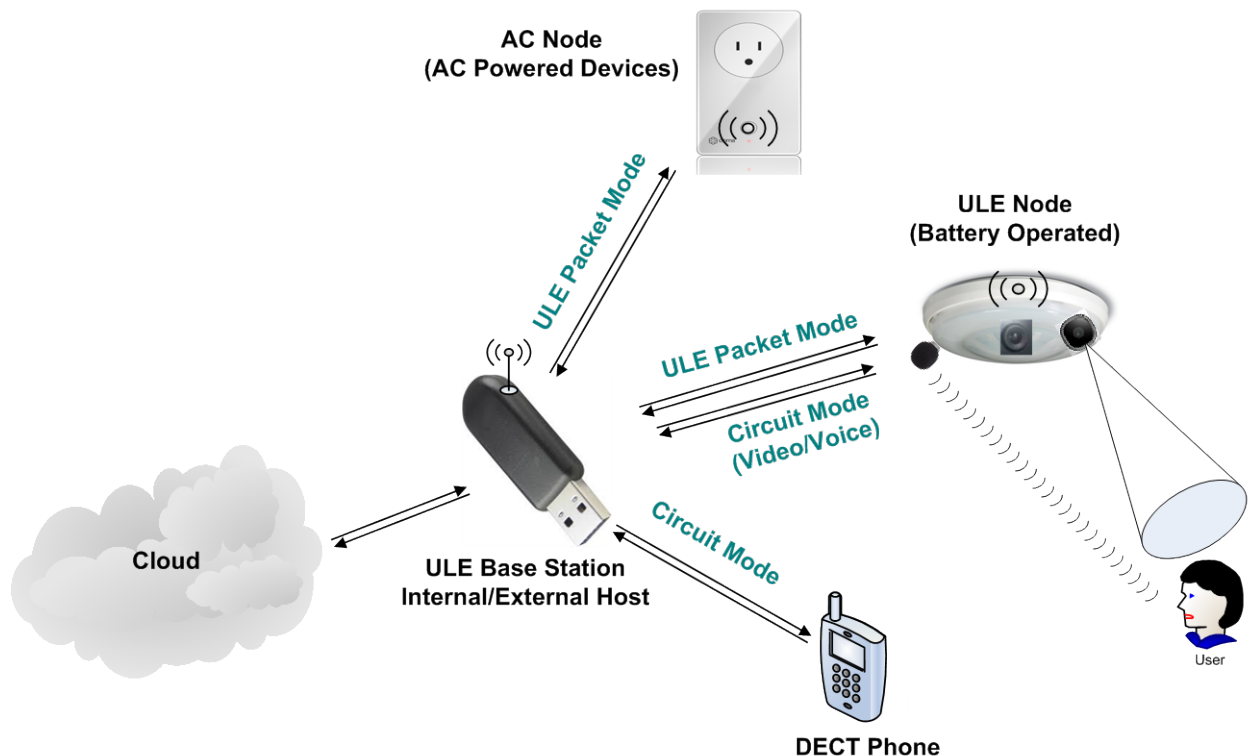 AC Node
(AC Powered Devices)
ULE Packet Mode
ULE Node
(Battery Operated)
ULE Packet Mode
Circuit Mode
(Video/Voice)
Cloud
ULE Base Station
Internal/External Host
Circuit Mode
User
DECT Phone